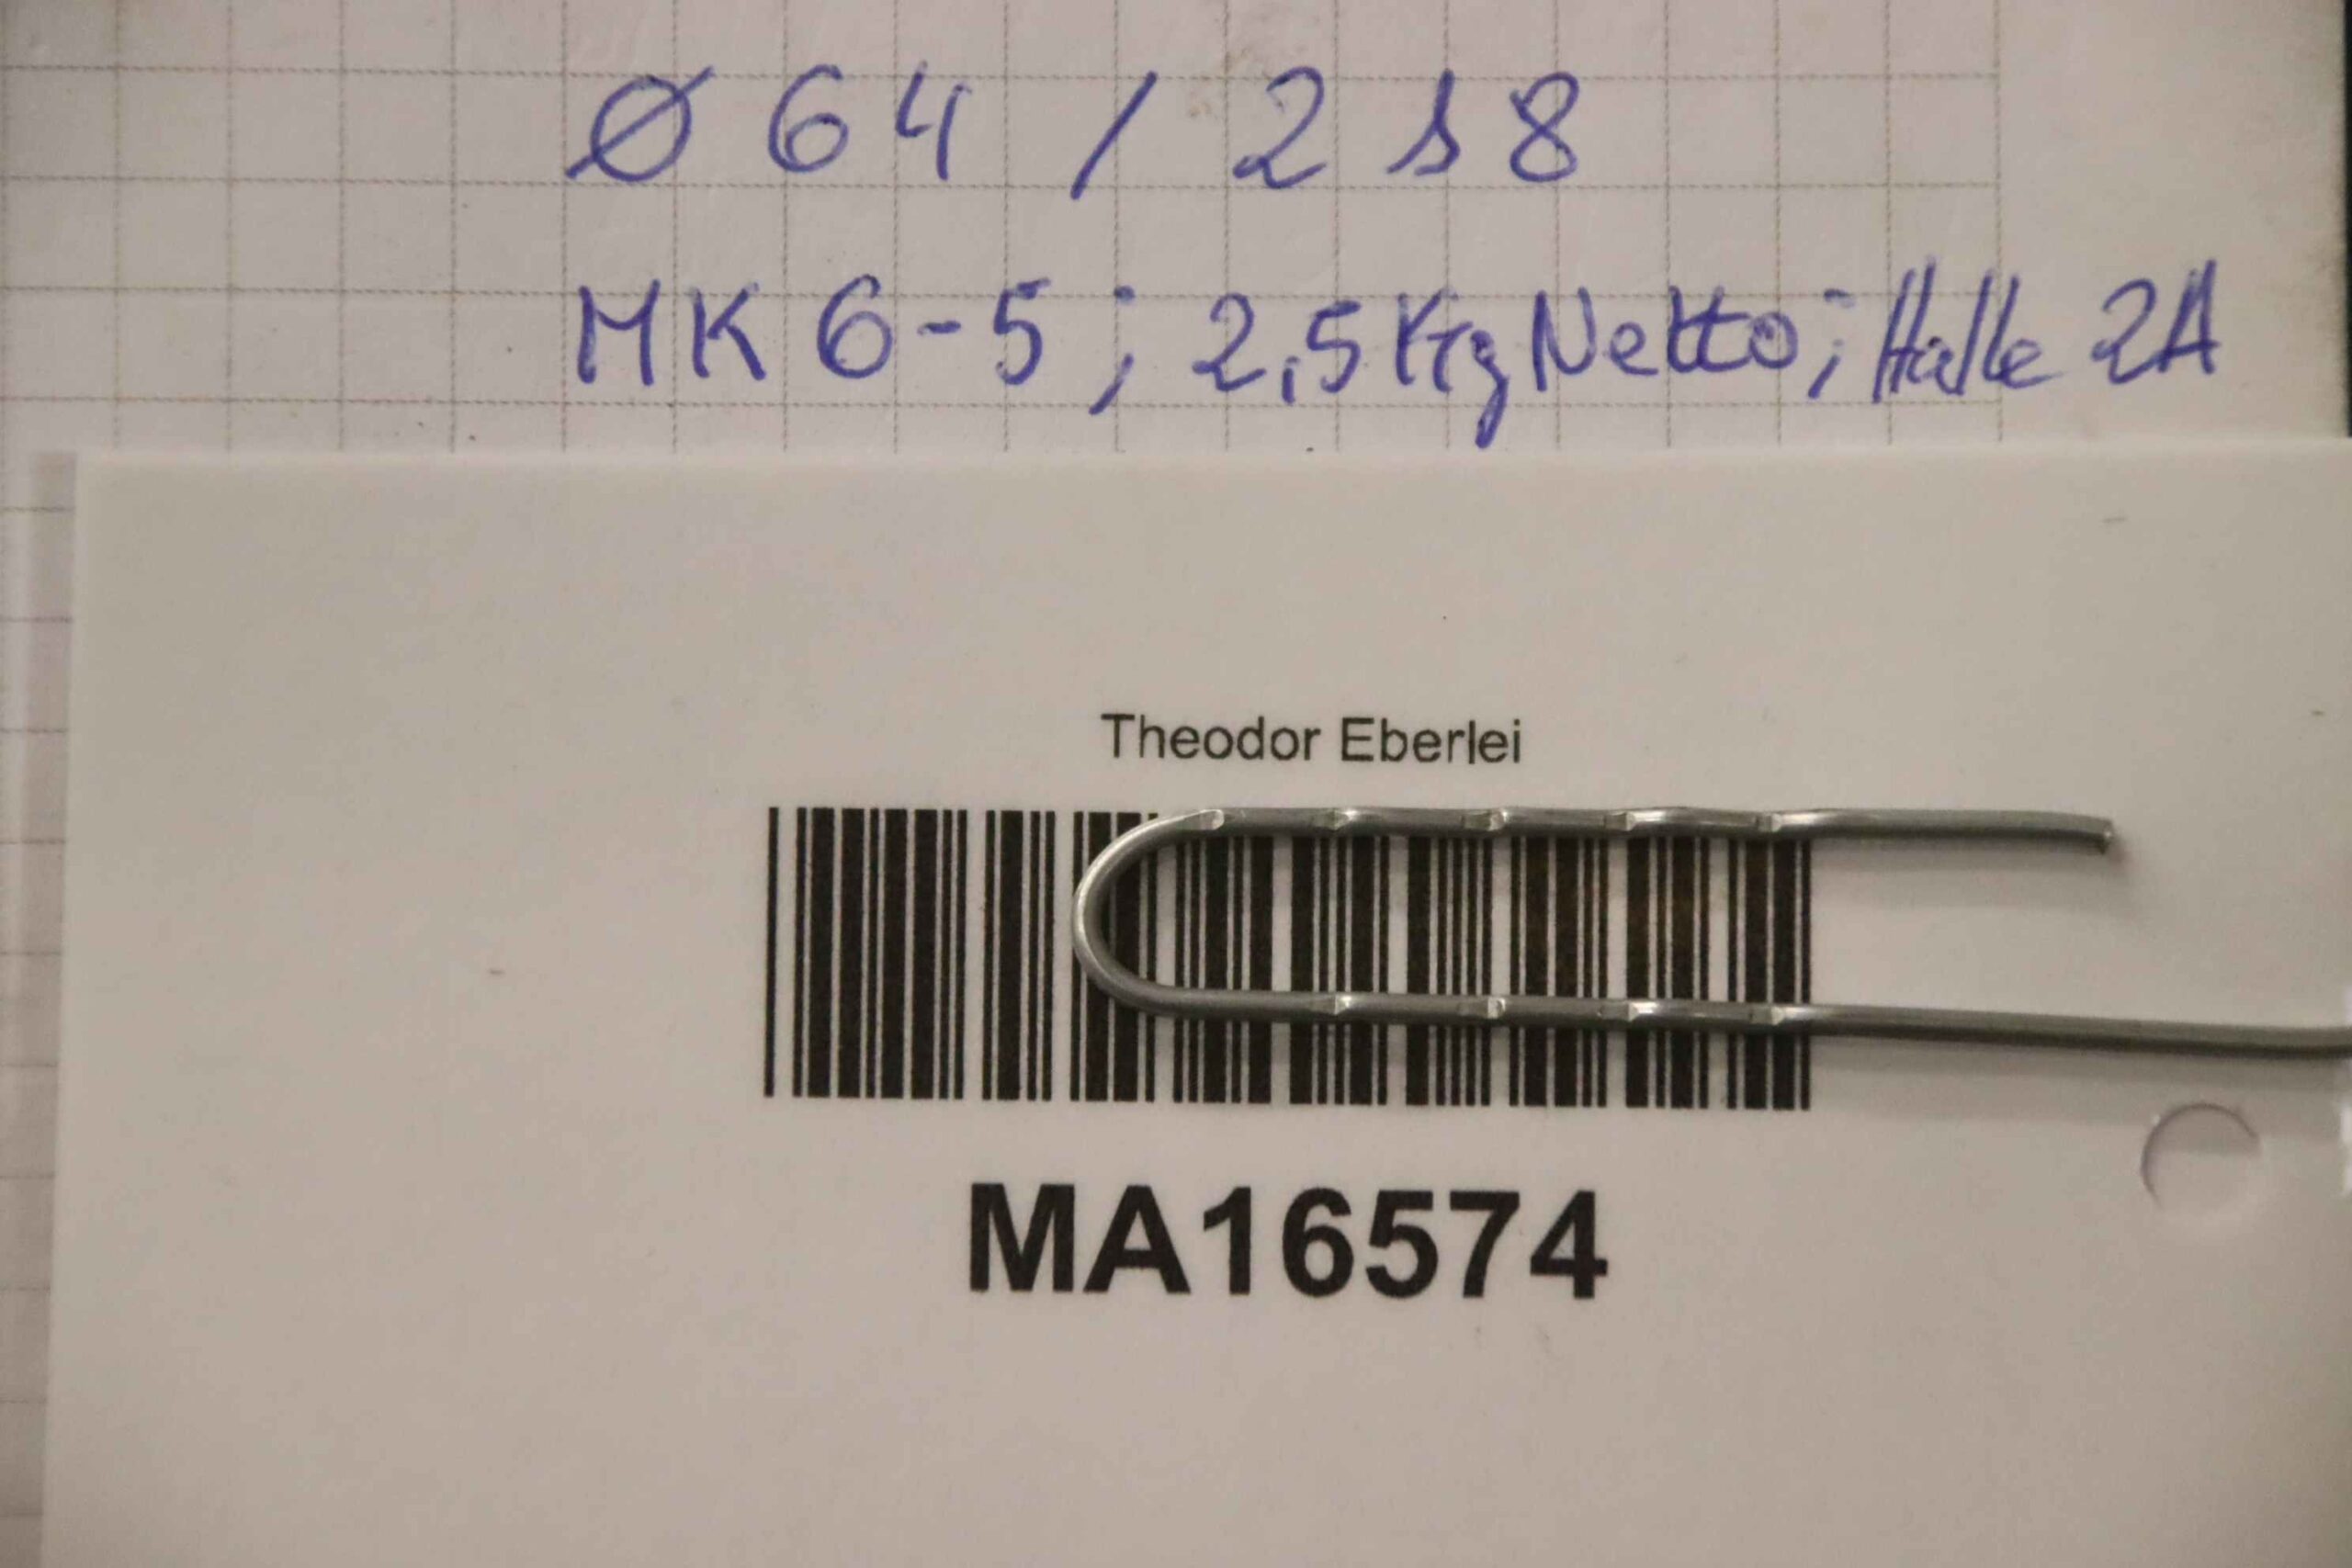 Ø 64 / 218
MK 6-5; 2,5 Kg Netto; Halle 2A
Theodor Eberlei
MA16574